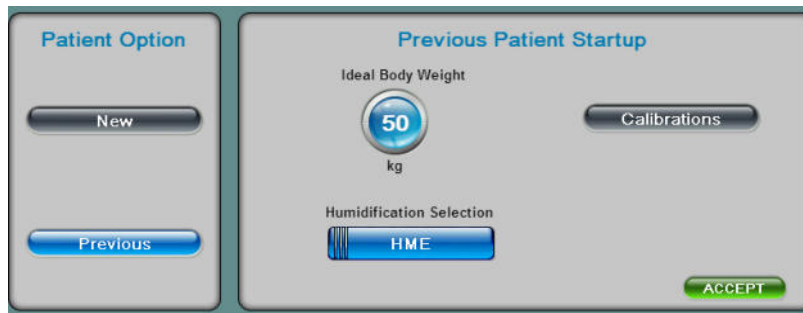 Patient Option
New
Previous
Previous Patient Startup
Ideal Body Weight
50
kg
Calibrations
Humidification Selection
HME
ACCEPT